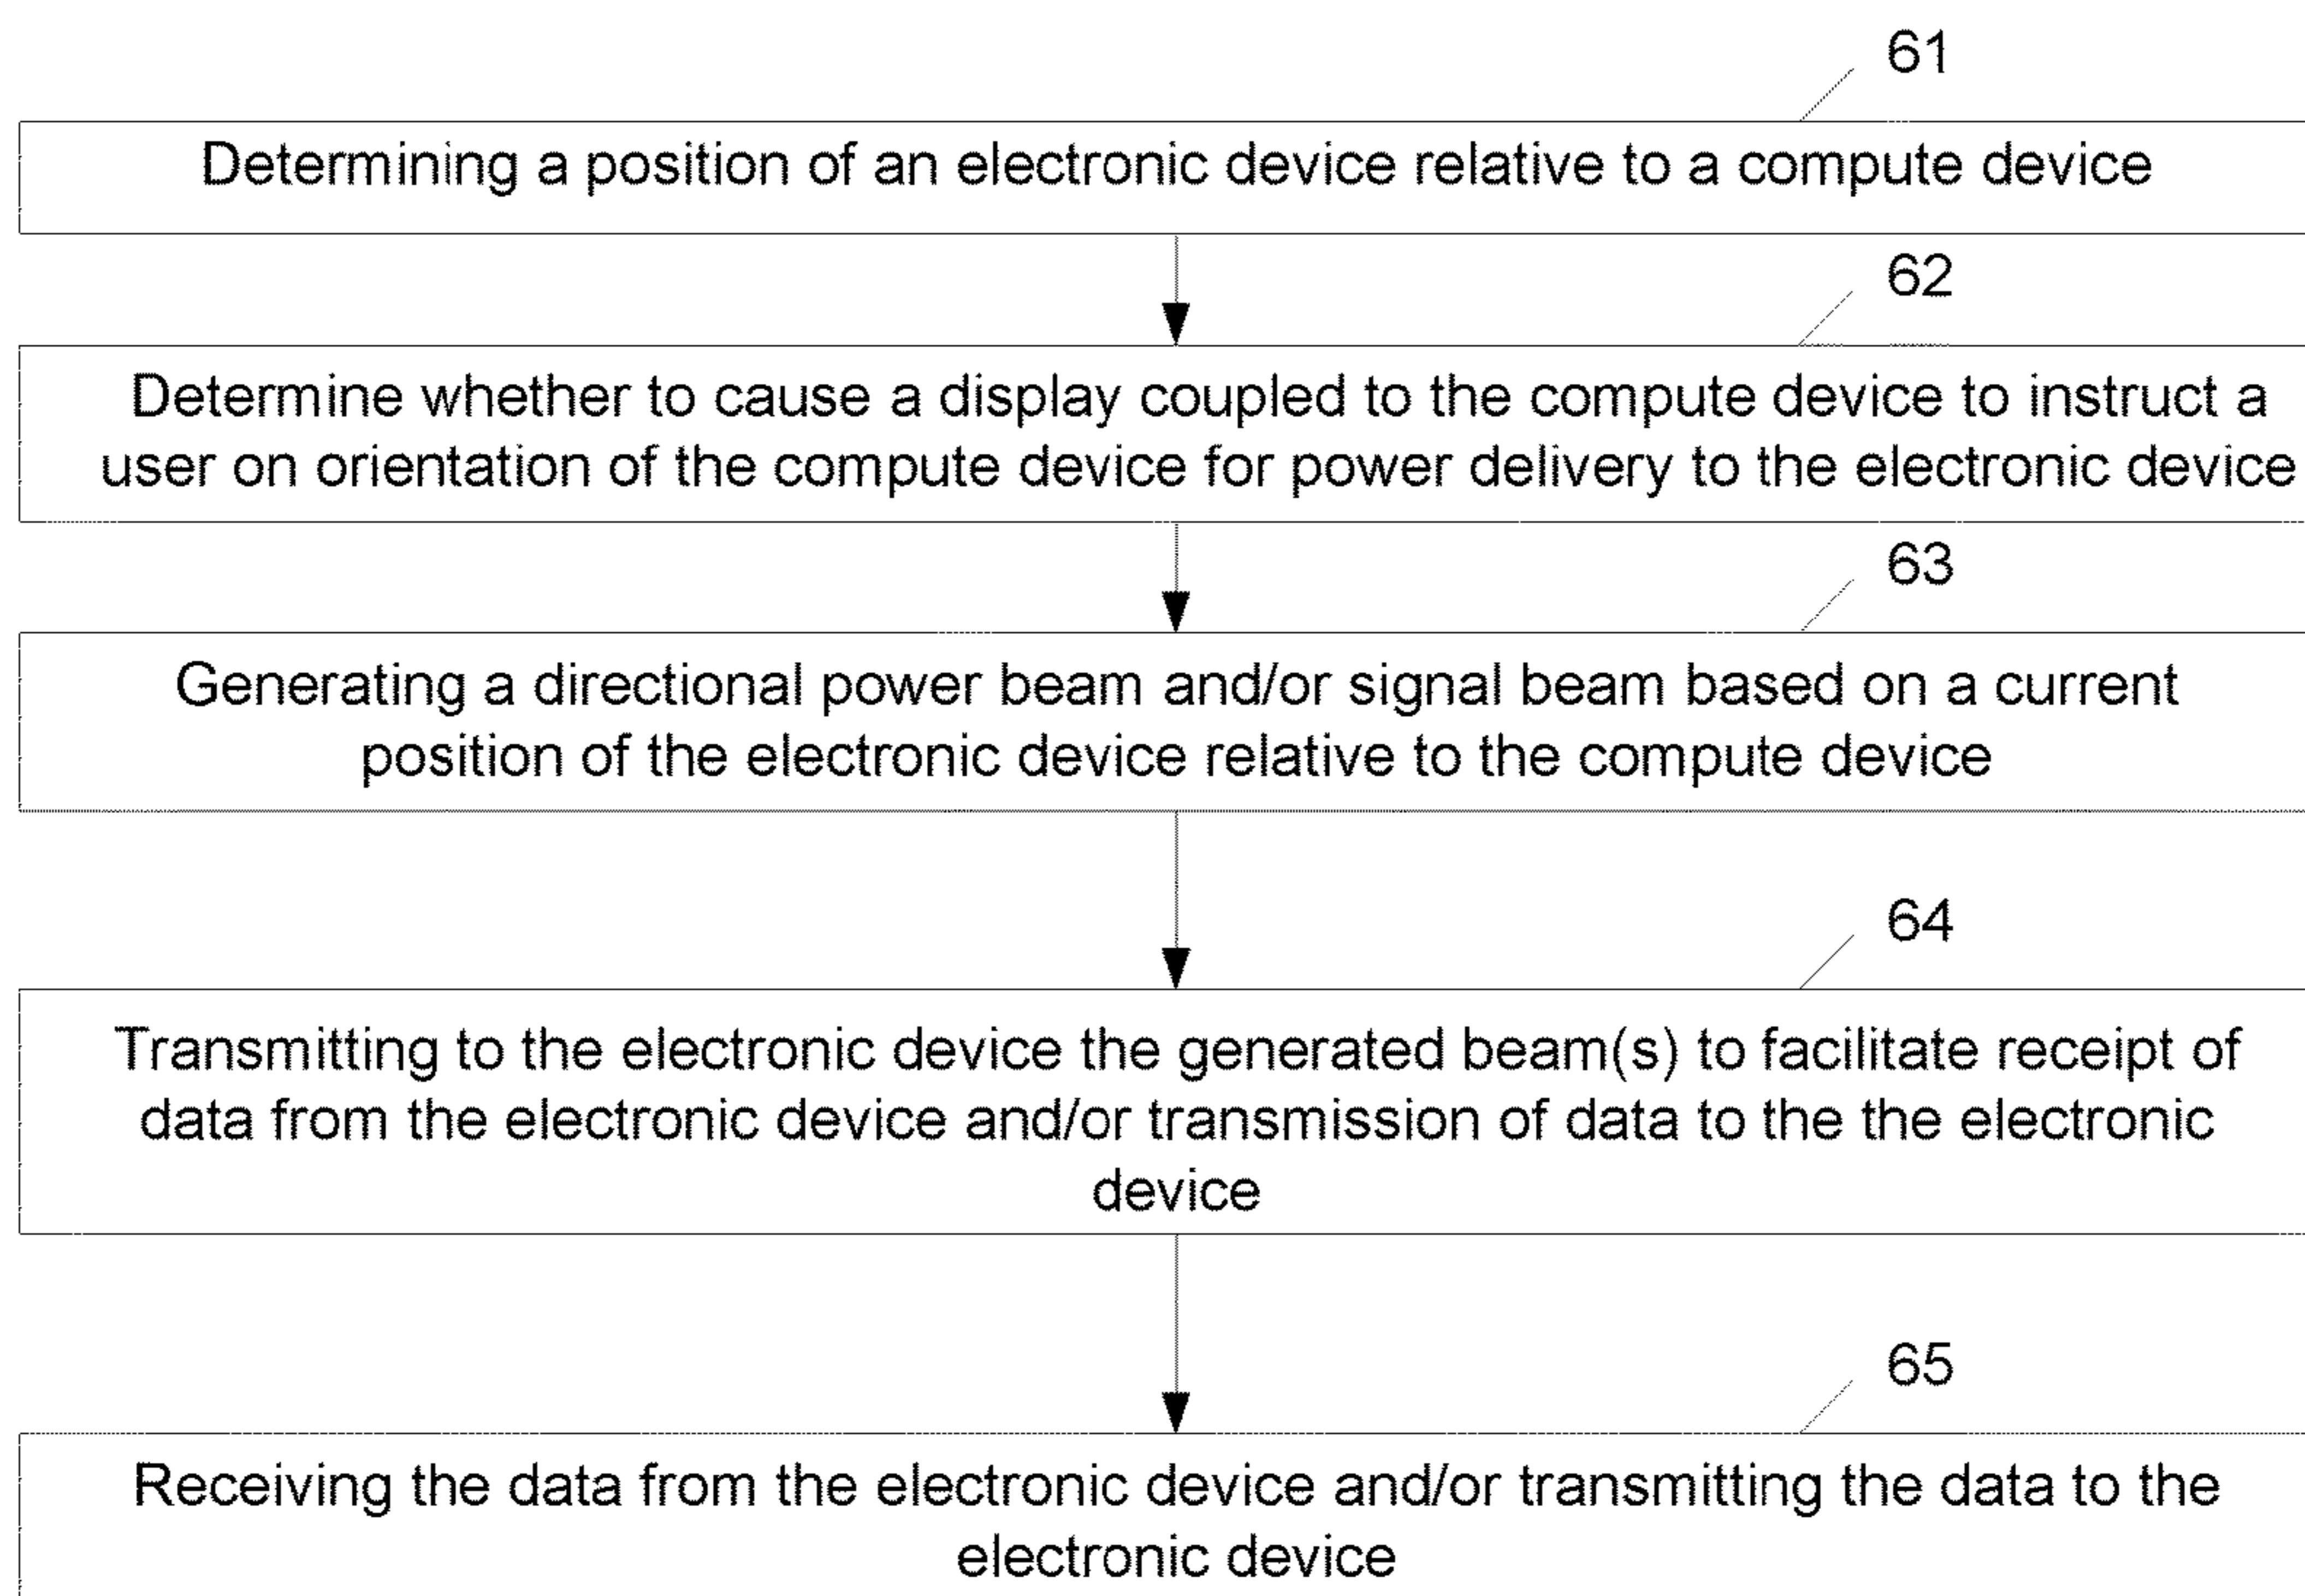 61
Determining a position of an electronic device relative to a compute device
62
Determine whether to cause a display coupled to the compute device to instruct a
user on orientation of the compute device for power delivery to the electronic device
63
Generating a directional power beam and/or signal beam based on a current
position of the electronic device relative to the compute device
64
Transmitting to the electronic device the generated beam(s) to facilitate receipt of
data from the electronic device and/or transmission of data to the the electronic
device
65
Receiving the data from the electronic device and/or transmitting the data to the
electronic device